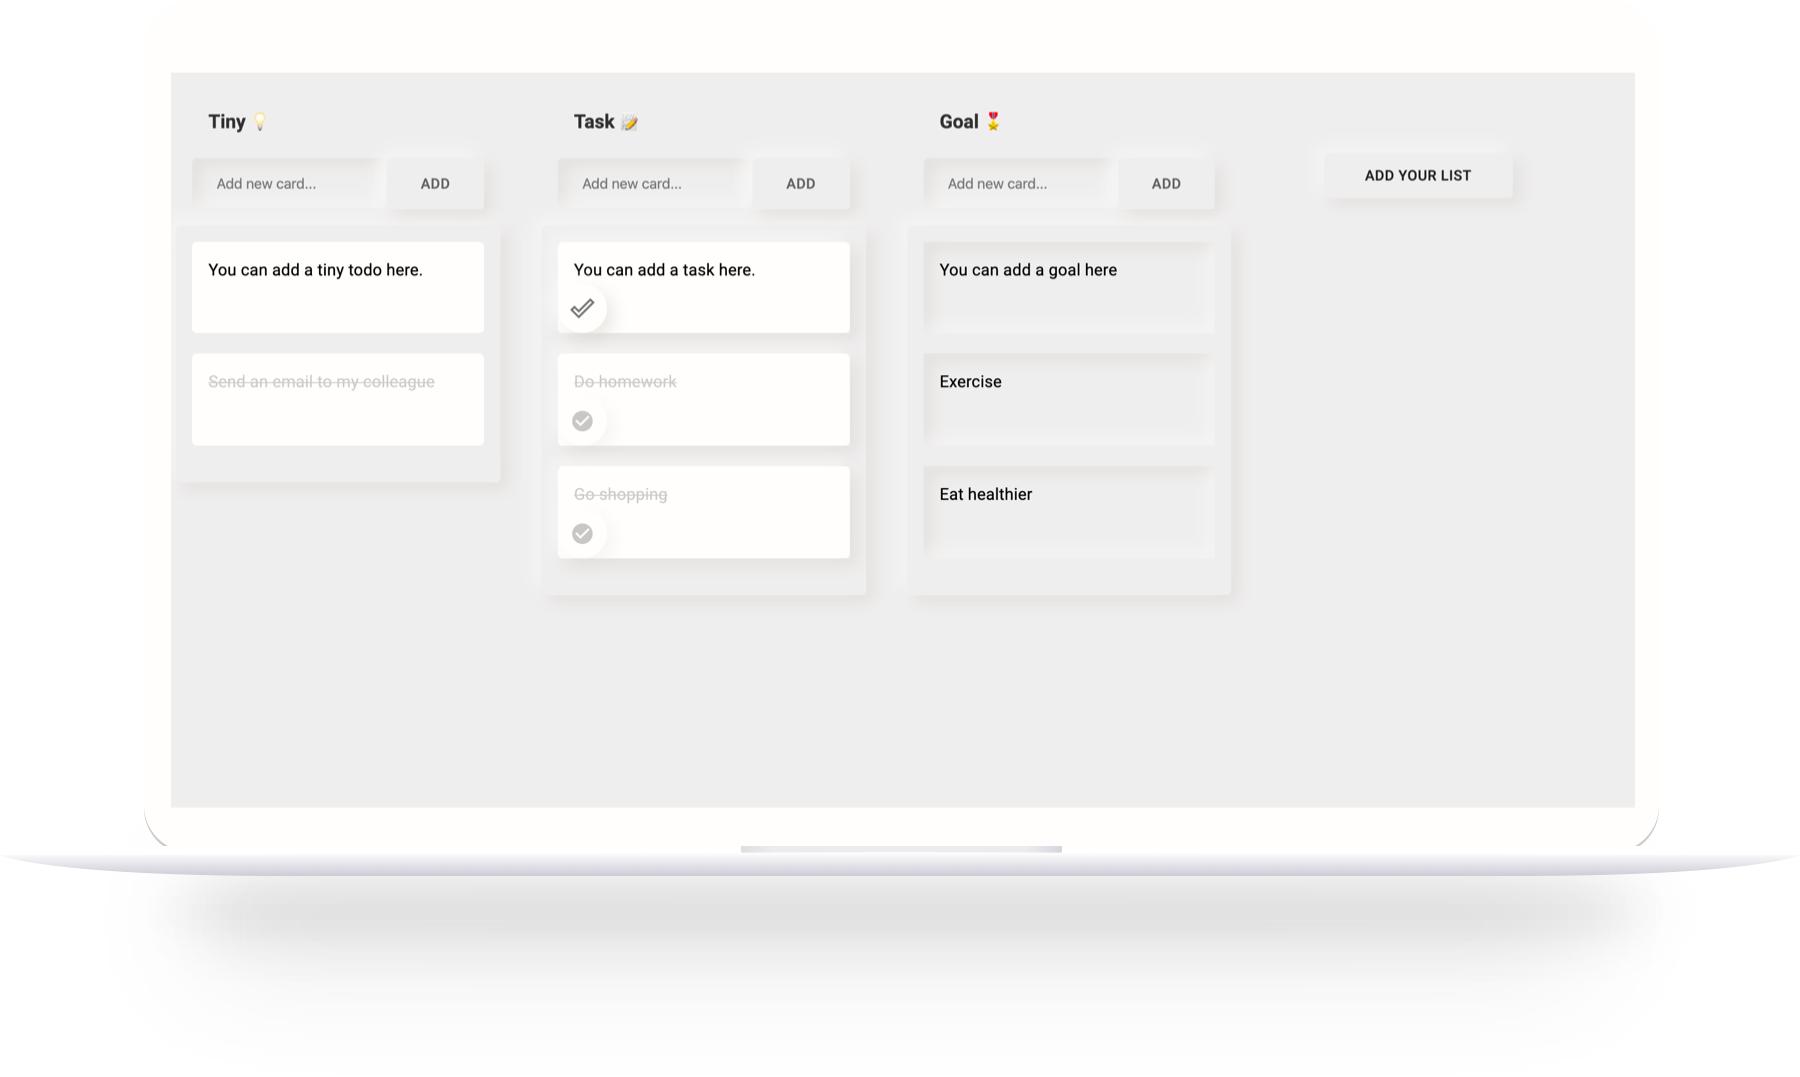 Tiny 💡
Add new card...
ADD
You can add a tiny todo here.
Send an email to my colleague
Task 📝
Add new card...
ADD
You can add a task here.
Do homework
Go shopping
Goal 🎖️
Add new card...
ADD
You can add a goal here
Exercise
Eat healthier
ADD YOUR LIST